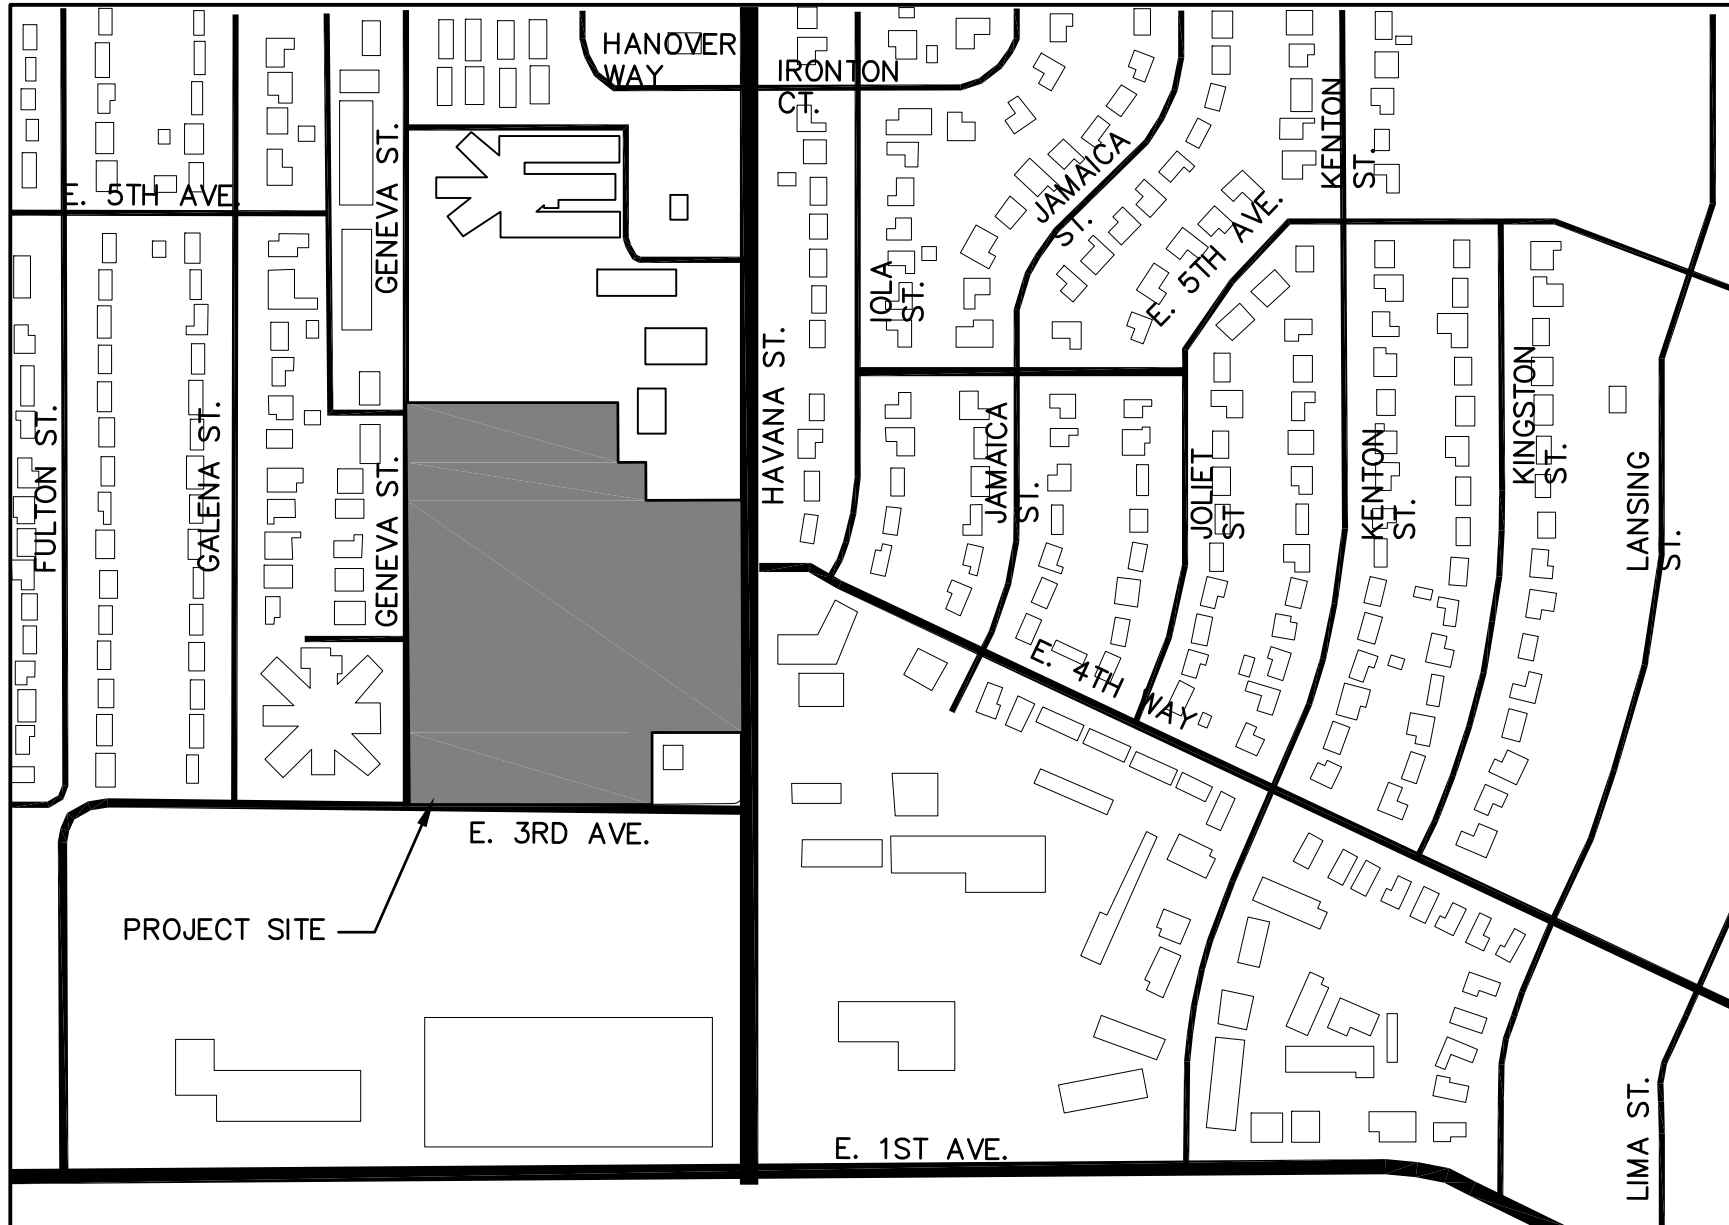 HANOVER
WAY
IRONTON
CT.
KENTON
ST.
GENEVA ST.
JAMAICA
ST.
E. 5TH AVE.
E. 5TH AVE.
IOLA
ST.
HAVANA ST.
FULTON ST.
GALENA ST.
GENEVA ST.
JAMAICA
ST.
JOLIET
ST
KENTON
ST.
KINGSTON
ST.
LANSING
ST.
E. 4TH WAY
E. 3RD AVE.
PROJECT SITE
E. 1ST AVE.
LIMA ST.